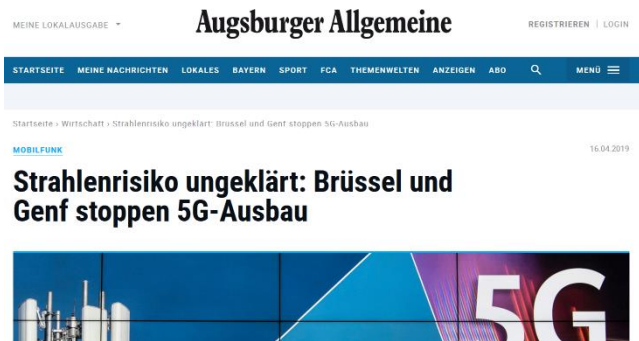 MEINE LOKALAUSGABE
Augsburger Allgemeine
REGISTRIEREN | LOGIN
STARTSEITE MEINE NACHRICHTEN LOKALES BAYERN SPORT FCA THEMENWELTEN ANZEIGEN ABO MENÜ
Startseite › Wirtschaft › Strahlenrisiko ungeklärt: Brüssel und Genf stoppen 5G-Ausbau
MOBILFUNK
16.04.2019
Strahlenrisiko ungeklärt: Brüssel und
Genf stoppen 5G-Ausbau
5G